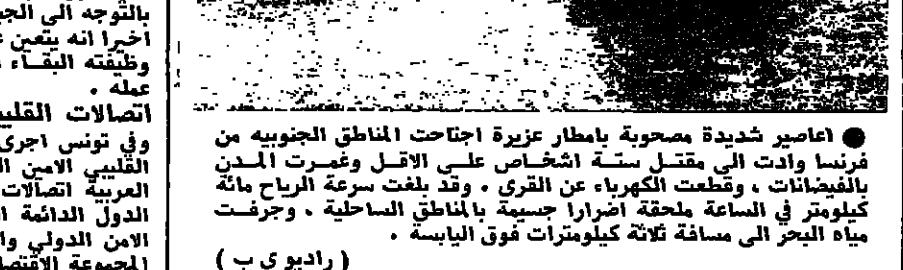 ● اعاصير شديدة مصحوبة بامطار غزيرة اجتاحت المناطق الجنوبيه من
فرنسا وادت الى مقتل ستة اشخاص على الاقل وغمرت المدن
بالفيضانات ، وقطعت الكهرباء عن القرى ، وقد بلغت سرعة الرياح مائة
كيلومتر في الساعة ملحقة اضرارا جسيمة بالمناطق الساحلية ، وجرفت
مياه البحر الى مسافة ثلاثة كيلومترات فوق اليابسة ،
( راديو ى ب )
بالتوجه الى
اخيرا انه يتعين
وظيفته البقاء
عمله ،
اتصالات القليبي
وفي تونس اجرى
القليبي الامين
العربية اتصالات
الدول الدائمة
الامن الدولي
المجموعة